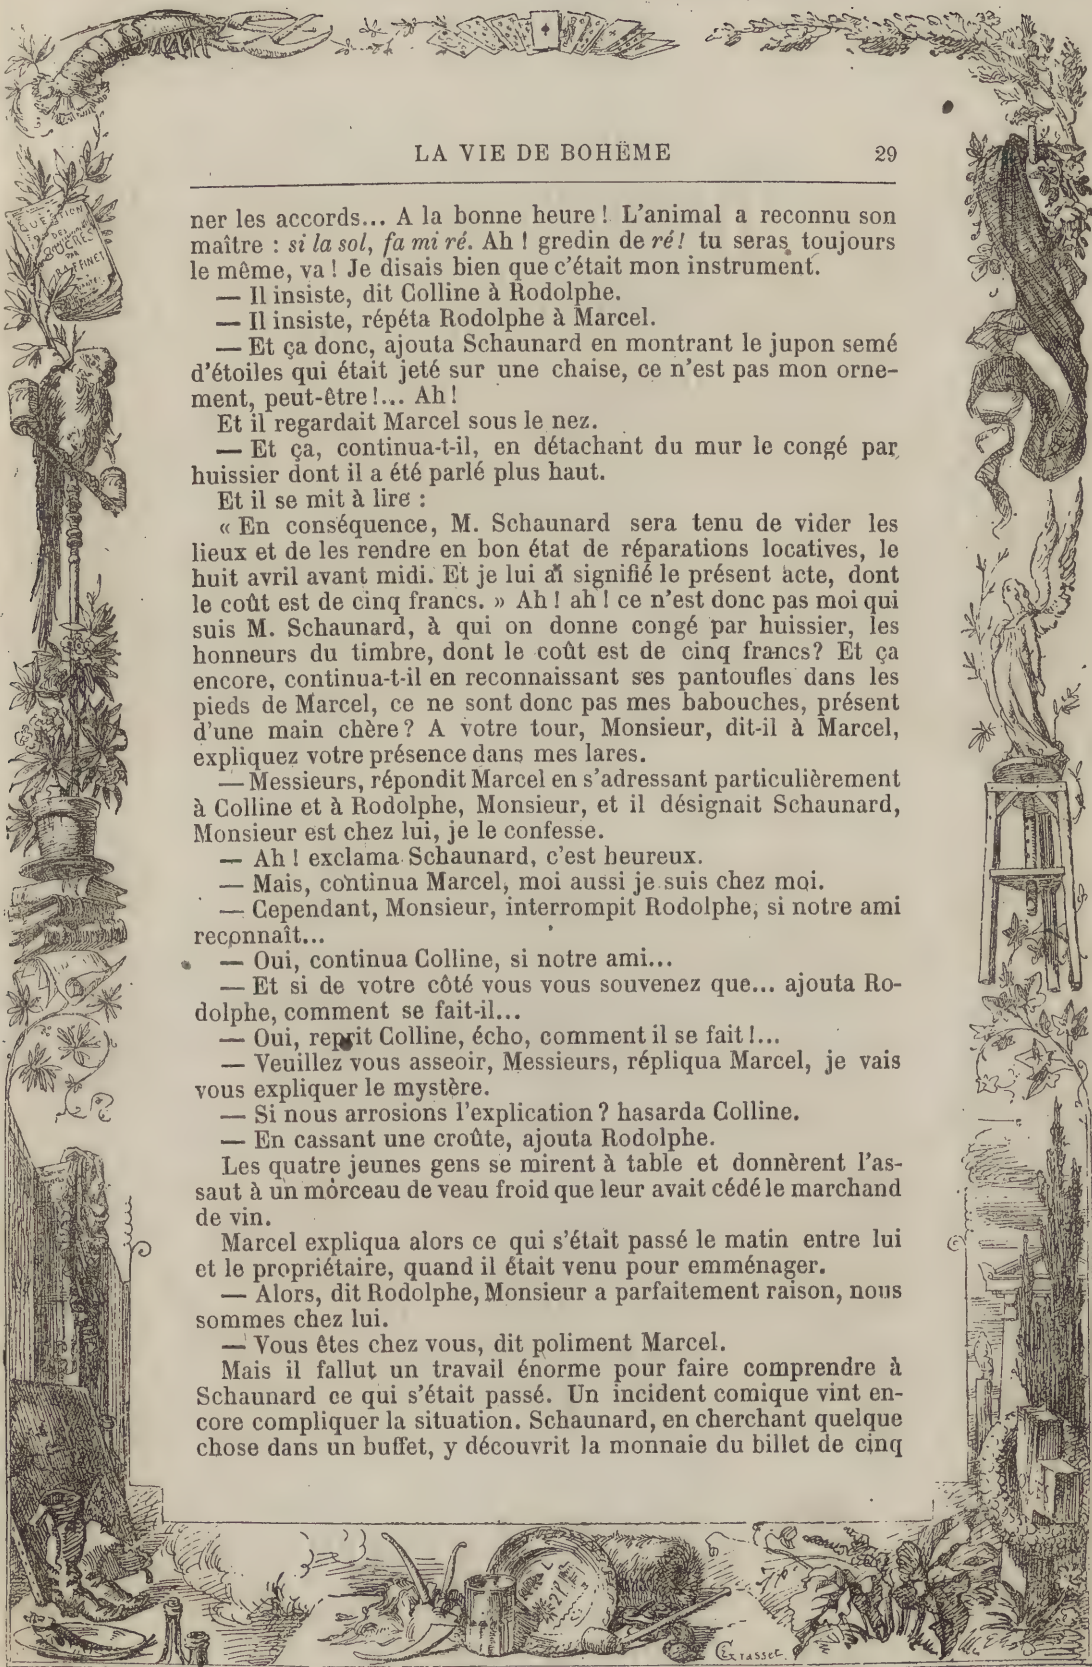 LA VIE DE BOHÈME 29
ner les accords... A la bonne heure ! L'animal a reconnu son
maître : si la sol, fa mi ré. Ah ! gredin de ré ! tu seras toujours
le même, va ! Je disais bien que c'était mon instrument.
— Il insiste, dit Colline à Rodolphe.
— Il insiste, répéta Rodolphe à Marcel.
— Et ça donc, ajouta Schaunard en montrant le jupon semé
d'étoiles qui était jeté sur une chaise, ce n'est pas mon orne-
ment, peut-être !... Ah !
Et il regardait Marcel sous le nez.
— Et ça, continua-t-il, en détachant du mur le congé par
huissier dont il a été parlé plus haut.
Et il se mit à lire :
« En conséquence, M. Schaunard sera tenu de vider les
lieux et de les rendre en bon état de réparations locatives, le
huit avril avant midi. Et je lui ai signifié le présent acte, dont
le coût est de cinq francs. » Ah ! ah ! ce n'est donc pas moi qui
suis M. Schaunard, à qui on donne congé par huissier, les
honneurs du timbre, dont le coût est de cinq francs ? Et ça
encore, continua-t-il en reconnaissant ses pantoufles dans les
pieds de Marcel, ce ne sont donc pas mes babouches, présent
d'une main chère ? A votre tour, Monsieur, dit-il à Marcel,
expliquez votre présence dans mes lares.
— Messieurs, répondit Marcel en s'adressant particulièrement
à Colline et à Rodolphe, Monsieur, et il désignait Schaunard,
Monsieur est chez lui, je le confesse.
— Ah ! exclama Schaunard, c'est heureux.
— Mais, continua Marcel, moi aussi je suis chez moi.
— Cependant, Monsieur, interrompit Rodolphe, si notre ami
reconnaît...
— Oui, continua Colline, si notre ami...
— Et si de votre côté vous vous souvenez que... ajouta Ro-
dolphe, comment se fait-il...
— Oui, reprit Colline, écho, comment il se fait !...
— Veuillez vous asseoir, Messieurs, répliqua Marcel, je vais
vous expliquer le mystère.
— Si nous arrosions l'explication ? hasarda Colline.
— En cassant une croûte, ajouta Rodolphe.
Les quatre jeunes gens se mirent à table et donnèrent l'as-
saut à un morceau de veau froid que leur avait cédé le marchand
de vin.
Marcel expliqua alors ce qui s'était passé le matin entre lui
et le propriétaire, quand il était venu pour emménager.
— Alors, dit Rodolphe, Monsieur a parfaitement raison, nous
sommes chez lui.
— Vous êtes chez vous, dit poliment Marcel.
Mais il fallut un travail énorme pour faire comprendre à
Schaunard ce qui s'était passé. Un incident comique vint en-
core compliquer la situation. Schaunard, en cherchant quelque
chose dans un buffet, y découvrit la monnaie du billet de cinq
QUESTION
DES
PAR
RAFFINET
Grasset